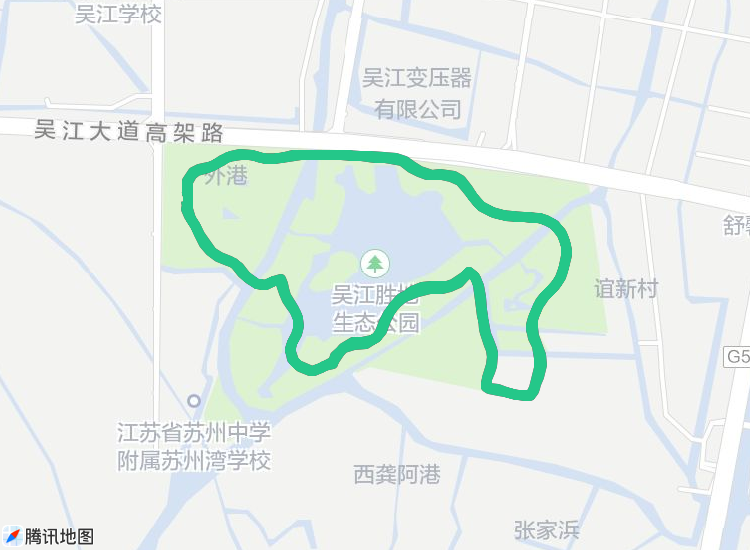 吴江学校
吴江变压器
有限公司
吴江大道高架路
外港
舒
吴江胜地
生态公园
谊新村
G5
江苏省苏州中学
附属苏州湾学校
西龚阿港
张家浜
腾讯地图